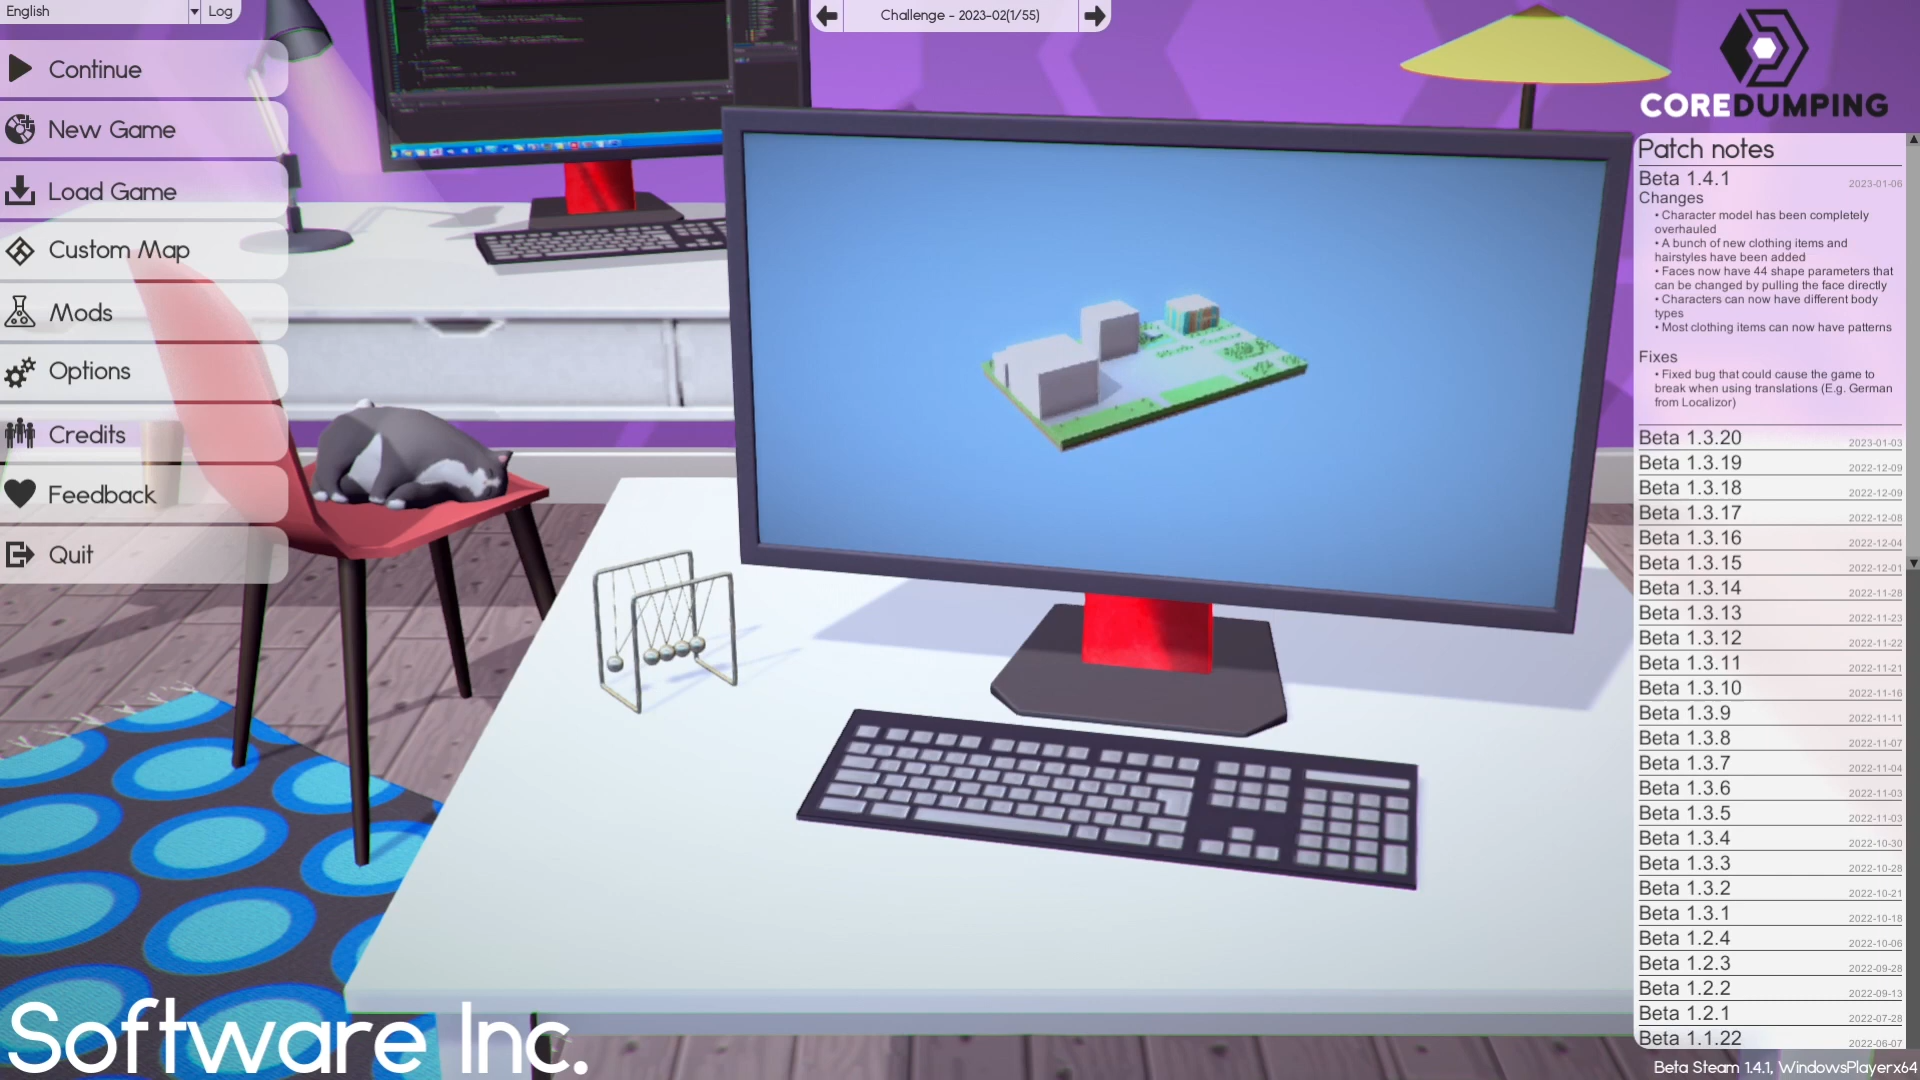 English
Log
Challenge - 2023-02(1/55)
Continue
New Game
Load Game
Custom Map
Mods
Options
Credits
Feedback
Quit
COREDUMPING
Patch notes
Beta 1.4.1 2023-01-06
Changes
• Character model has been completely
overhauled
• A bunch of new clothing items and
hairstyles have been added
• Faces now have 44 shape parameters that
can be changed by pulling the face directly
• Characters can now have different body
types
• Most clothing items can now have patterns
Fixes
• Fixed bug that could cause the game to
break when using translations (E.g. German
from Localizor)
Beta 1.3.20 2023-01-03
Beta 1.3.19 2022-12-09
Beta 1.3.18 2022-12-09
Beta 1.3.17 2022-12-08
Beta 1.3.16 2022-12-04
Beta 1.3.15 2022-12-01
Beta 1.3.14 2022-11-28
Beta 1.3.13 2022-11-23
Beta 1.3.12 2022-11-22
Beta 1.3.11 2022-11-21
Beta 1.3.10 2022-11-16
Beta 1.3.9 2022-11-11
Beta 1.3.8 2022-11-07
Beta 1.3.7 2022-11-04
Beta 1.3.6 2022-11-03
Beta 1.3.5 2022-11-03
Beta 1.3.4 2022-10-30
Beta 1.3.3 2022-10-28
Beta 1.3.2 2022-10-21
Beta 1.3.1 2022-10-18
Beta 1.2.4 2022-10-06
Beta 1.2.3 2022-09-28
Beta 1.2.2 2022-09-13
Beta 1.2.1 2022-07-28
Beta 1.1.22 2022-06-07
Software Inc.
Beta Steam 1.4.1, WindowsPlayerx64